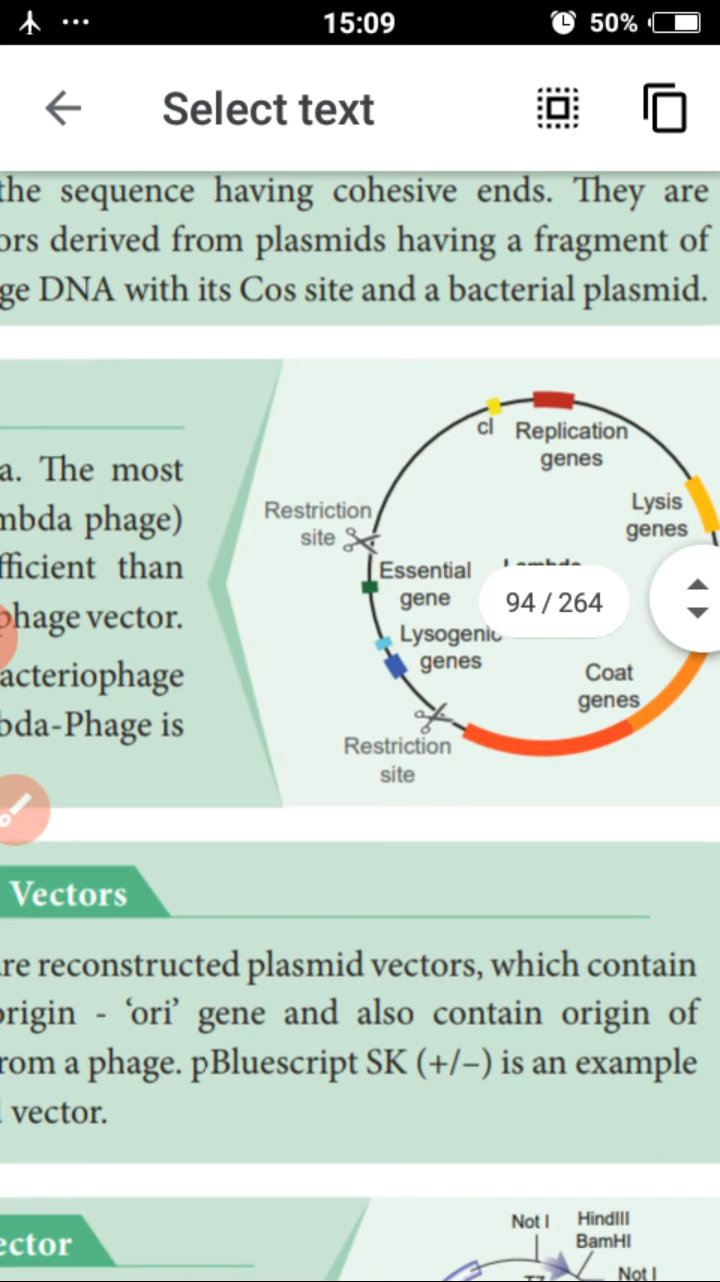 15:09
50%
Select text
the sequence having cohesive ends. They are
ors derived from plasmids having a fragment of
ge DNA with its Cos site and a bacterial plasmid.
a. The most
mbda phage)
fficient than
phage vector.
acteriophage
bda-Phage is
cI
Replication
genes
Lysis
genes
Restriction
site
Essential
gene
94 / 264
Lysogenic
genes
Coat
genes
Restriction
site
Vectors
re reconstructed plasmid vectors, which contain
origin - ‘ori’ gene and also contain origin of
rom a phage. pBluescript SK (+/–) is an example
vector.
ector
Not I
HindIII
BamHI
Not I